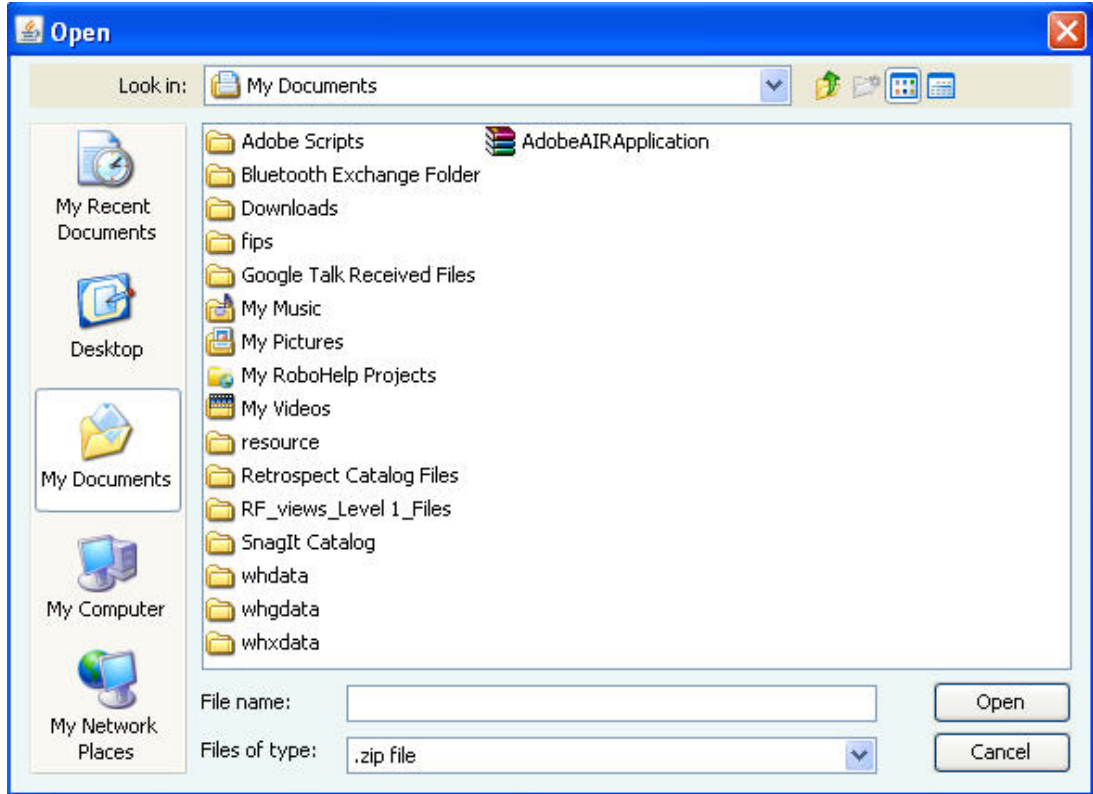 Open
Look in: My Documents
My Recent
Documents
Desktop
My Documents
My Computer
My Network
Places
Adobe Scripts
Bluetooth Exchange Folder
Downloads
fips
Google Talk Received Files
My Music
My Pictures
My RoboHelp Projects
My Videos
resource
Retrospect Catalog Files
RF_views_Level 1_Files
SnagIt Catalog
whdata
whgdata
whxdata
AdobeAIRApplication
File name:
Open
Files of type: .zip file
Cancel